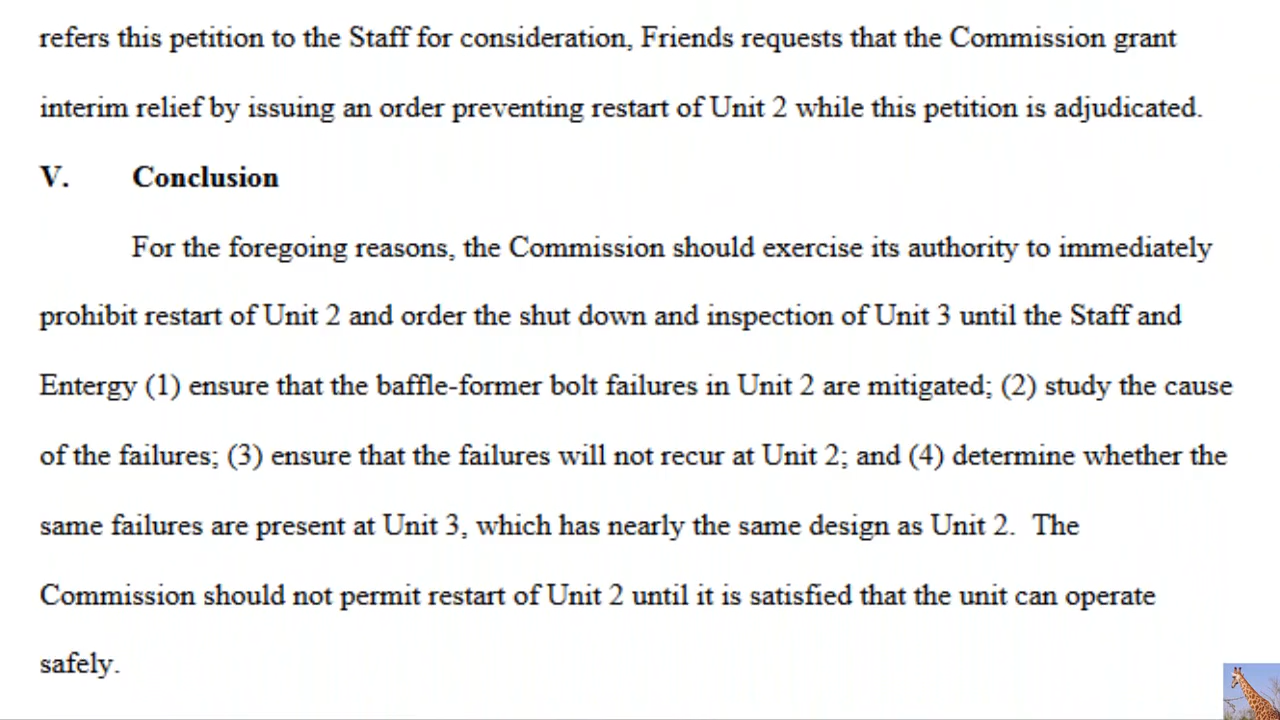 refers this petition to the Staff for consideration, Friends requests that the Commission grant
interim relief by issuing an order preventing restart of Unit 2 while this petition is adjudicated.
V. Conclusion
For the foregoing reasons, the Commission should exercise its authority to immediately
prohibit restart of Unit 2 and order the shut down and inspection of Unit 3 until the Staff and
Entergy (1) ensure that the baffle-former bolt failures in Unit 2 are mitigated; (2) study the cause
of the failures; (3) ensure that the failures will not recur at Unit 2; and (4) determine whether the
same failures are present at Unit 3, which has nearly the same design as Unit 2. The
Commission should not permit restart of Unit 2 until it is satisfied that the unit can operate
safely.